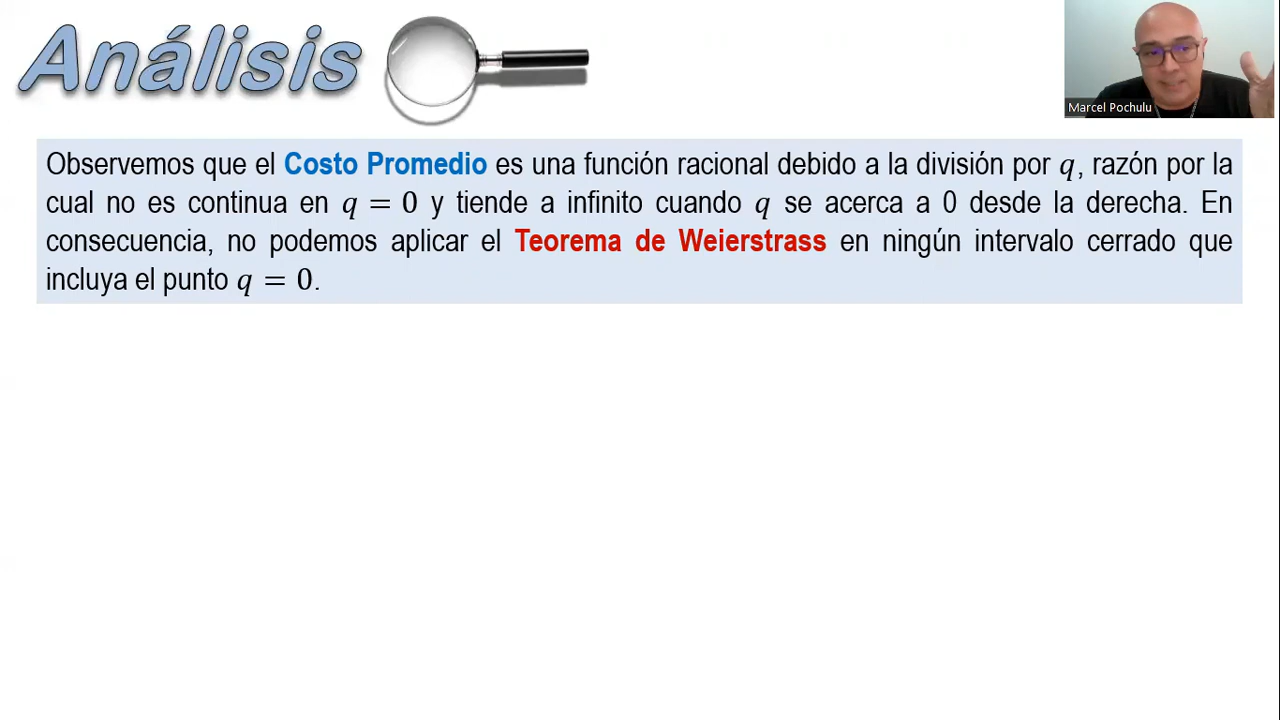 Análisis
Marcel Pochulu
Observemos que el Costo Promedio es una función racional debido a la división por q, razón por la
cual no es continua en q = 0 y tiende a infinito cuando q se acerca a 0 desde la derecha. En
consecuencia, no podemos aplicar el Teorema de Weierstrass en ningún intervalo cerrado que
incluya el punto q = 0.